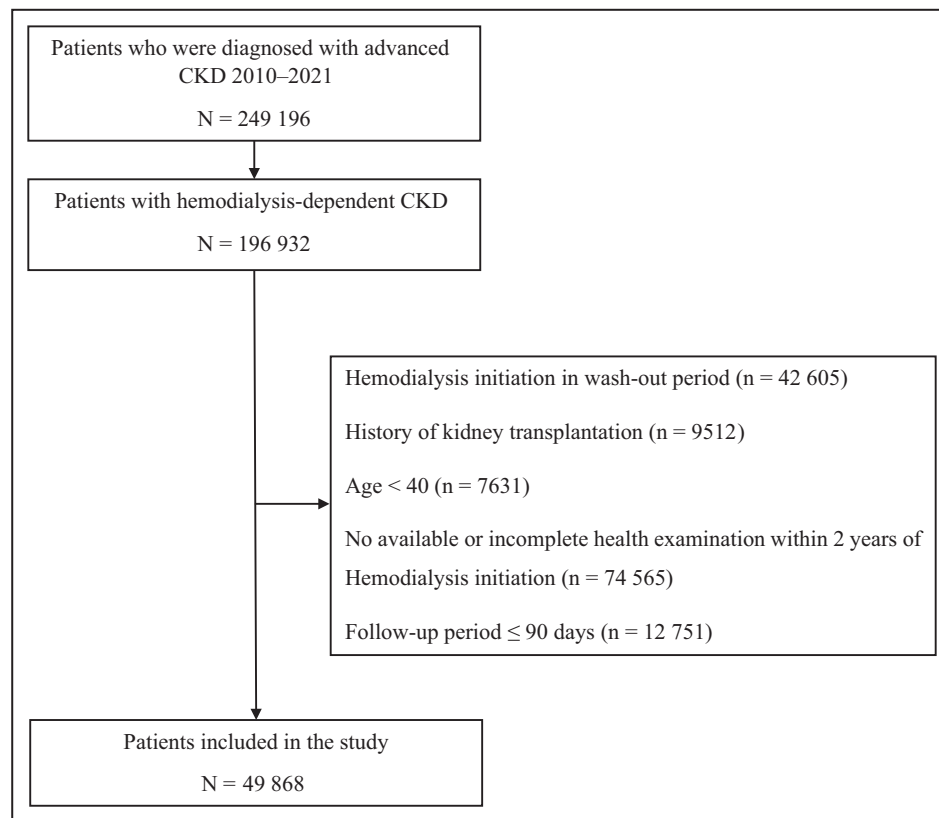 Patients who were diagnosed with advanced
CKD 2010–2021
N = 249 196
Patients with hemodialysis-dependent CKD
N = 196 932
Hemodialysis initiation in wash-out period (n = 42 605)
History of kidney transplantation (n = 9512)
Age < 40 (n = 7631)
No available or incomplete health examination within 2 years of
Hemodialysis initiation (n = 74 565)
Follow-up period ≤ 90 days (n = 12 751)
Patients included in the study
N = 49 868